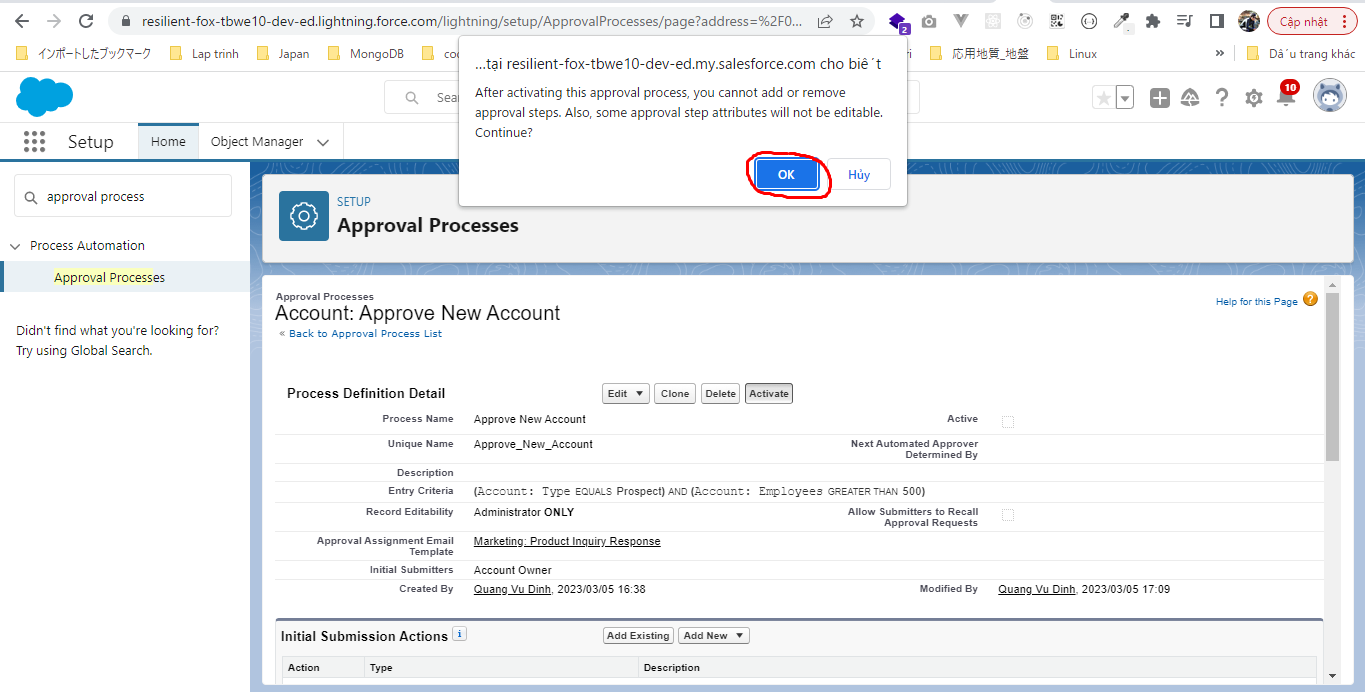 resilient-fox-tbwe10-dev-ed.lightning.force.com/lightning/setup/ApprovalProcesses/page?address=%2F0...
2
Cập nhật
インポートしたブックマーク
Lap trinh
Japan
MongoDB
応用地質_地盤
Linux
»
Dấu trang khác
...tại resilient-fox-tbwe10-dev-ed.my.salesforce.com cho biết
After activating this approval process, you cannot add or remove
approval steps. Also, some approval step attributes will not be editable.
Continue?
OK
Hủy
10
Setup
Home
Object Manager
approval process
Process Automation
Approval Processes
Didn't find what you're looking for?
Try using Global Search.
SETUP
Approval Processes
Approval Processes
Account: Approve New Account
« Back to Approval Process List
Help for this Page ?
Process Definition Detail
Edit
Clone
Delete
Activate
Process Name
Approve New Account
Active
Unique Name
Approve_New_Account
Next Automated Approver
Determined By
Description
Entry Criteria
(Account: Type EQUALS Prospect) AND (Account: Employees GREATER THAN 500)
Record Editability
Administrator ONLY
Allow Submitters to Recall
Approval Requests
Approval Assignment Email
Template
Marketing: Product Inquiry Response
Initial Submitters
Account Owner
Created By
Quang Vu Dinh, 2023/03/05 16:38
Modified By
Quang Vu Dinh, 2023/03/05 17:09
Initial Submission Actions
i
Add Existing
Add New
Action
Type
Description